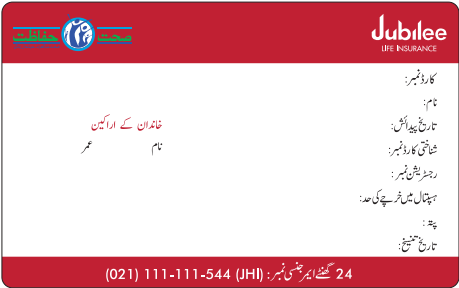 Jubilee
LIFE INSURANCE
صحت حفاظت
کارڈ نمبر:
نام:
تاریخ پیدائش:
شناختی کارڈ نمبر:
رجسٹریشن نمبر:
ہسپتال میں خرچے کی حد:
پتہ:
تاریخ تنسیخ:
خاندان کے اراکین
نام عمر
24 گھنٹے ایمرجنسی نمبر: (JHI) 111-111-544 (021)